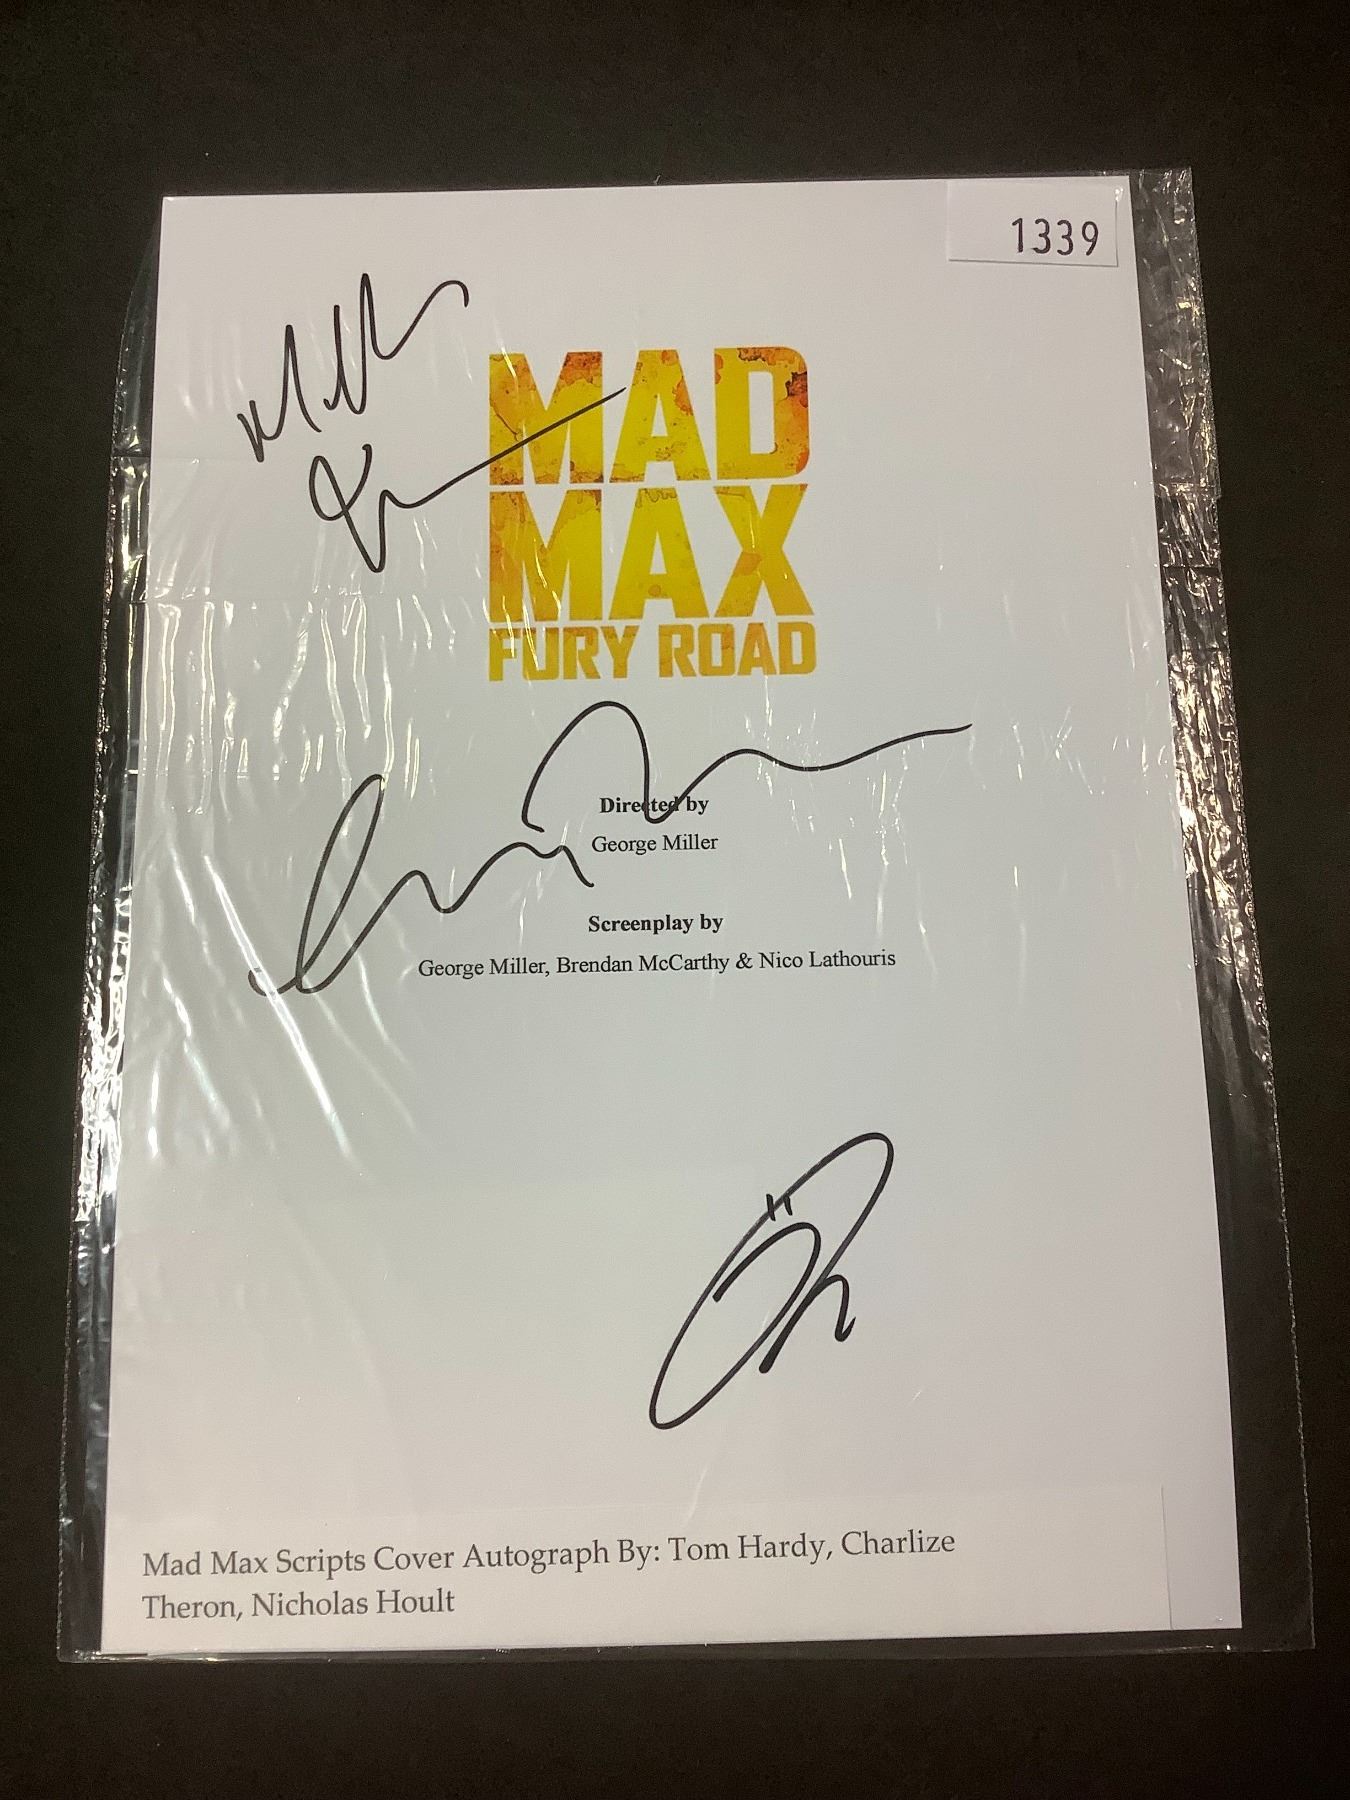 1339
MAD
MAX
FURY ROAD
Directed by
George Miller
Screenplay by
George Miller, Brendan McCarthy & Nico Lathouris
Mad Max Scripts Cover Autograph By: Tom Hardy, Charlize
Theron, Nicholas Hoult